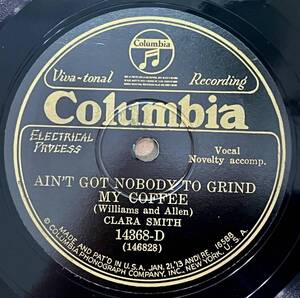 Columbia
Viva-tonal Recording
Columbia
ELECTRICAL PROCESS
Vocal
Novelty accomp.
AIN'T GOT NOBODY TO GRIND
MY COFFEE
(Williams and Allen)
CLARA SMITH
14368-D
(146828)
MADE AND PAT'D IN U.S.A. JAN. 21, '13 AND RE. 16588
COLUMBIA PHONOGRAPH COMPANY, INC., NEW YORK, U.S.A.